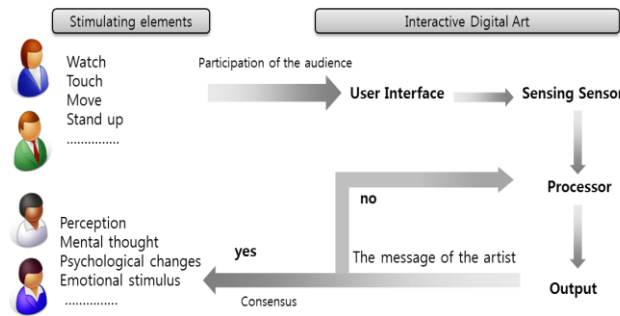 Stimulating elements
Interactive Digital Art
Watch
Touch
Move
Stand up
...............
Participation of the audience
User Interface
Sensing Sensor
Processor
no
Perception
Mental thought
Psychological changes
Emotional stimulus
...............
yes
The message of the artist
Consensus
Output